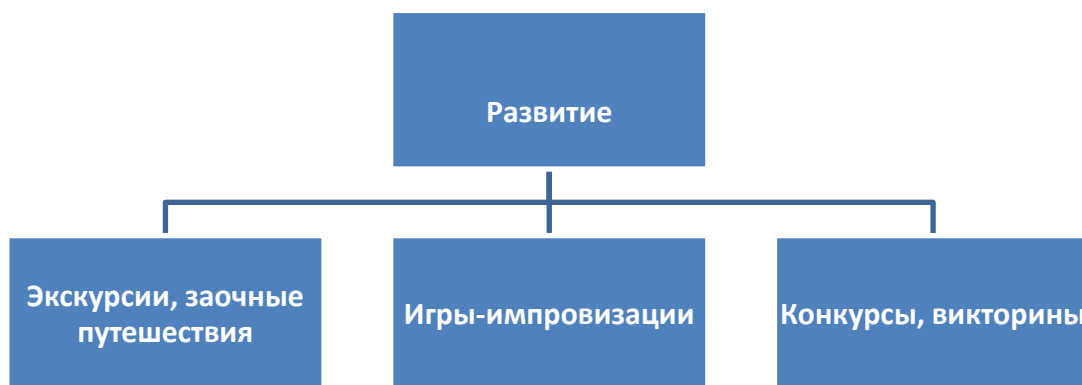 Развитие
Экскурсии, заочные
путешествия
Игры-импровизации
Конкурсы, викторины